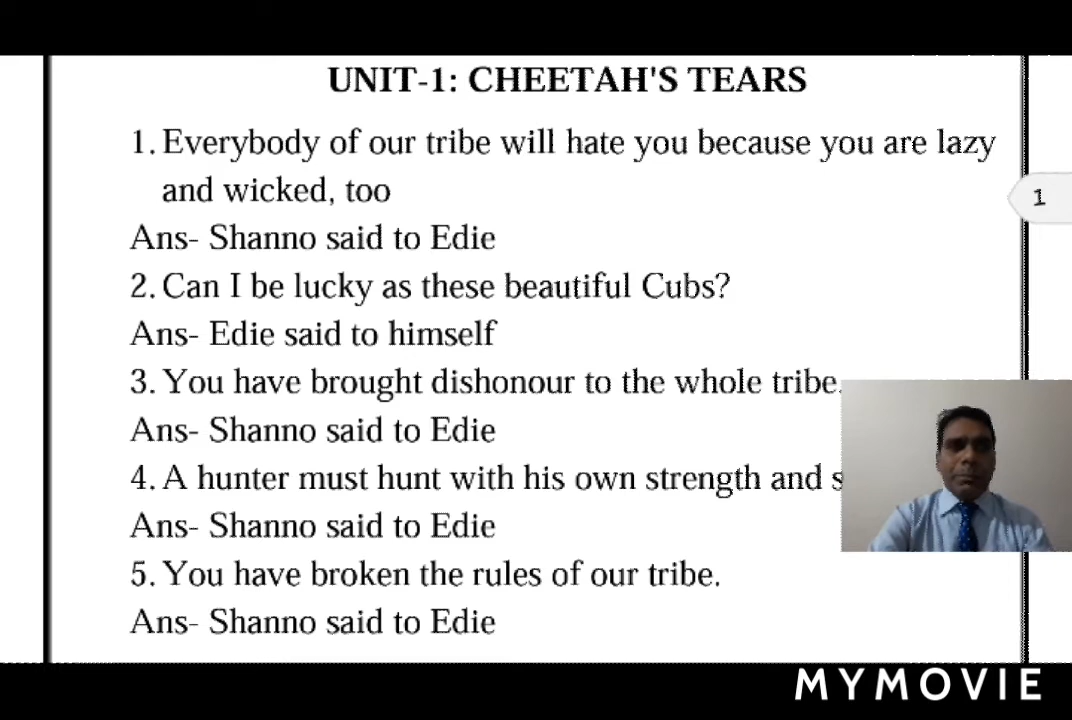 UNIT-1: CHEETAH'S TEARS
1. Everybody of our tribe will hate you because you are lazy
and wicked, too
1
Ans- Shanno said to Edie
2. Can I be lucky as these beautiful Cubs?
Ans- Edie said to himself
3. You have brought dishonour to the whole tribe.
Ans- Shanno said to Edie
4. A hunter must hunt with his own strength and
Ans- Shanno said to Edie
5. You have broken the rules of our tribe.
Ans- Shanno said to Edie
MYMOVIE